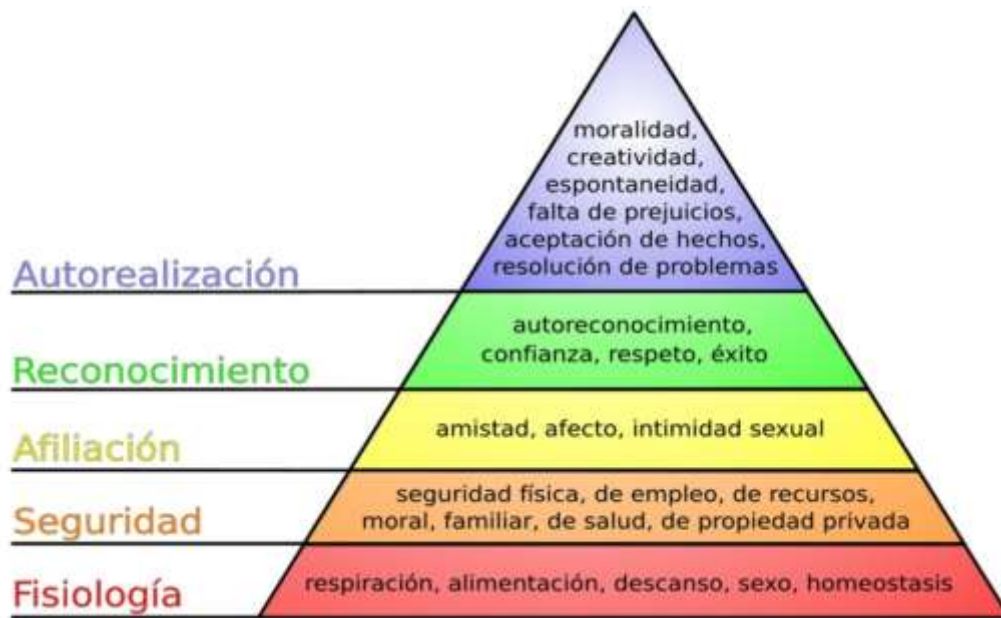 moralidad,
creatividad,
espontaneidad,
falta de prejuicios,
aceptación de hechos,
resolución de problemas
Autorealización
autoreconocimiento,
confianza, respeto, éxito
Reconocimiento
amistad, afecto, intimidad sexual
Afiliación
seguridad física, de empleo, de recursos,
moral, familiar, de salud, de propiedad privada
Seguridad
respiración, alimentación, descanso, sexo, homeostasis
Fisiología